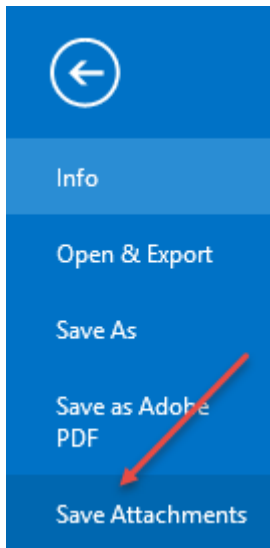 Info
Open & Export
Save As
Save as Adobe
PDF
Save Attachments